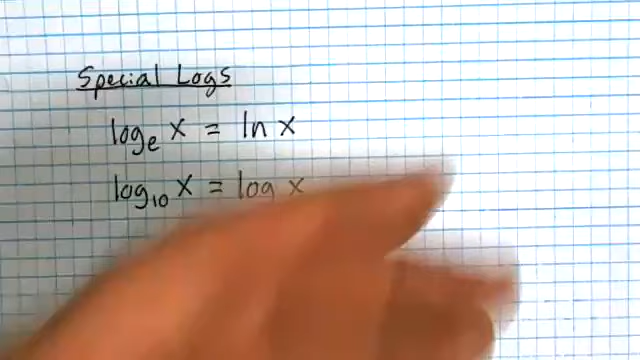 Special Logs
logₑ x = ln x
log₁₀ x = log x